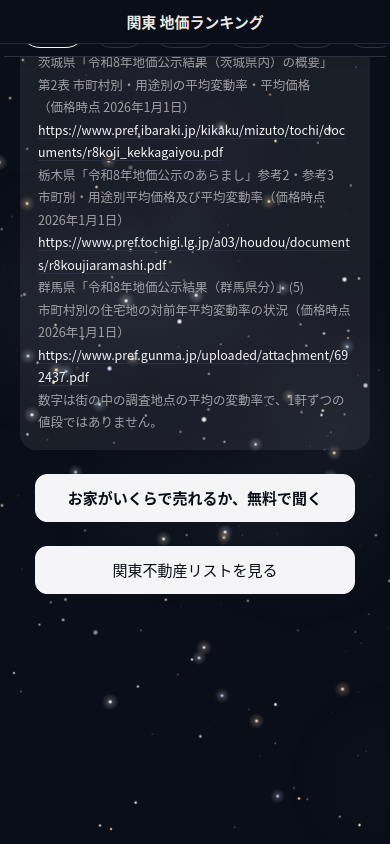 関東 地価ランキング
茨城県「令和8年地価公示結果（茨城県内）の概要」
第2表 市町村別・用途別の平均変動率・平均価格
（価格時点 2026年1月1日）
https://www.pref.ibaraki.jp/kikaku/mizuto/tochi/doc
uments/r8koji_kekkagaiyou.pdf
栃木県「令和8年地価公示のあらまし」参考2・参考3
市町別・用途別平均価格及び平均変動率（価格時点
2026年1月1日）
https://www.pref.tochigi.lg.jp/a03/houdou/document
s/r8koujiaramashi.pdf
群馬県「令和8年地価公示結果（群馬県分）」(5)
市町村別の住宅地の対前年平均変動率の状況（価格時点
2026年1月1日）
https://www.pref.gunma.jp/uploaded/attachment/69
2437.pdf
数字は街の中の調査地点の平均の変動率で、1軒ずつの
値段ではありません。
お家がいくらで売れるか、無料で聞く
関東不動産リストを見る